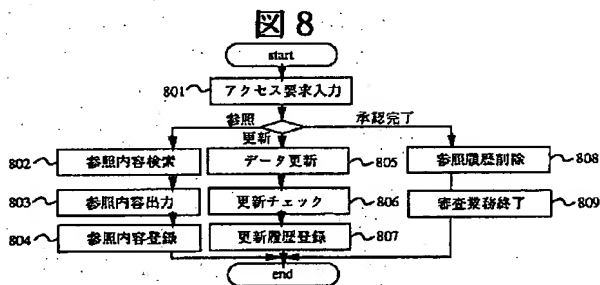 図8
start
801 アクセス要求入力
参照 更新 承認完了
802 参照内容検索 データ更新 805 参照履歴削除 808
803 参照内容出力 更新チェック 806 審査業務終了 809
804 参照内容登録 更新履歴登録 807
end